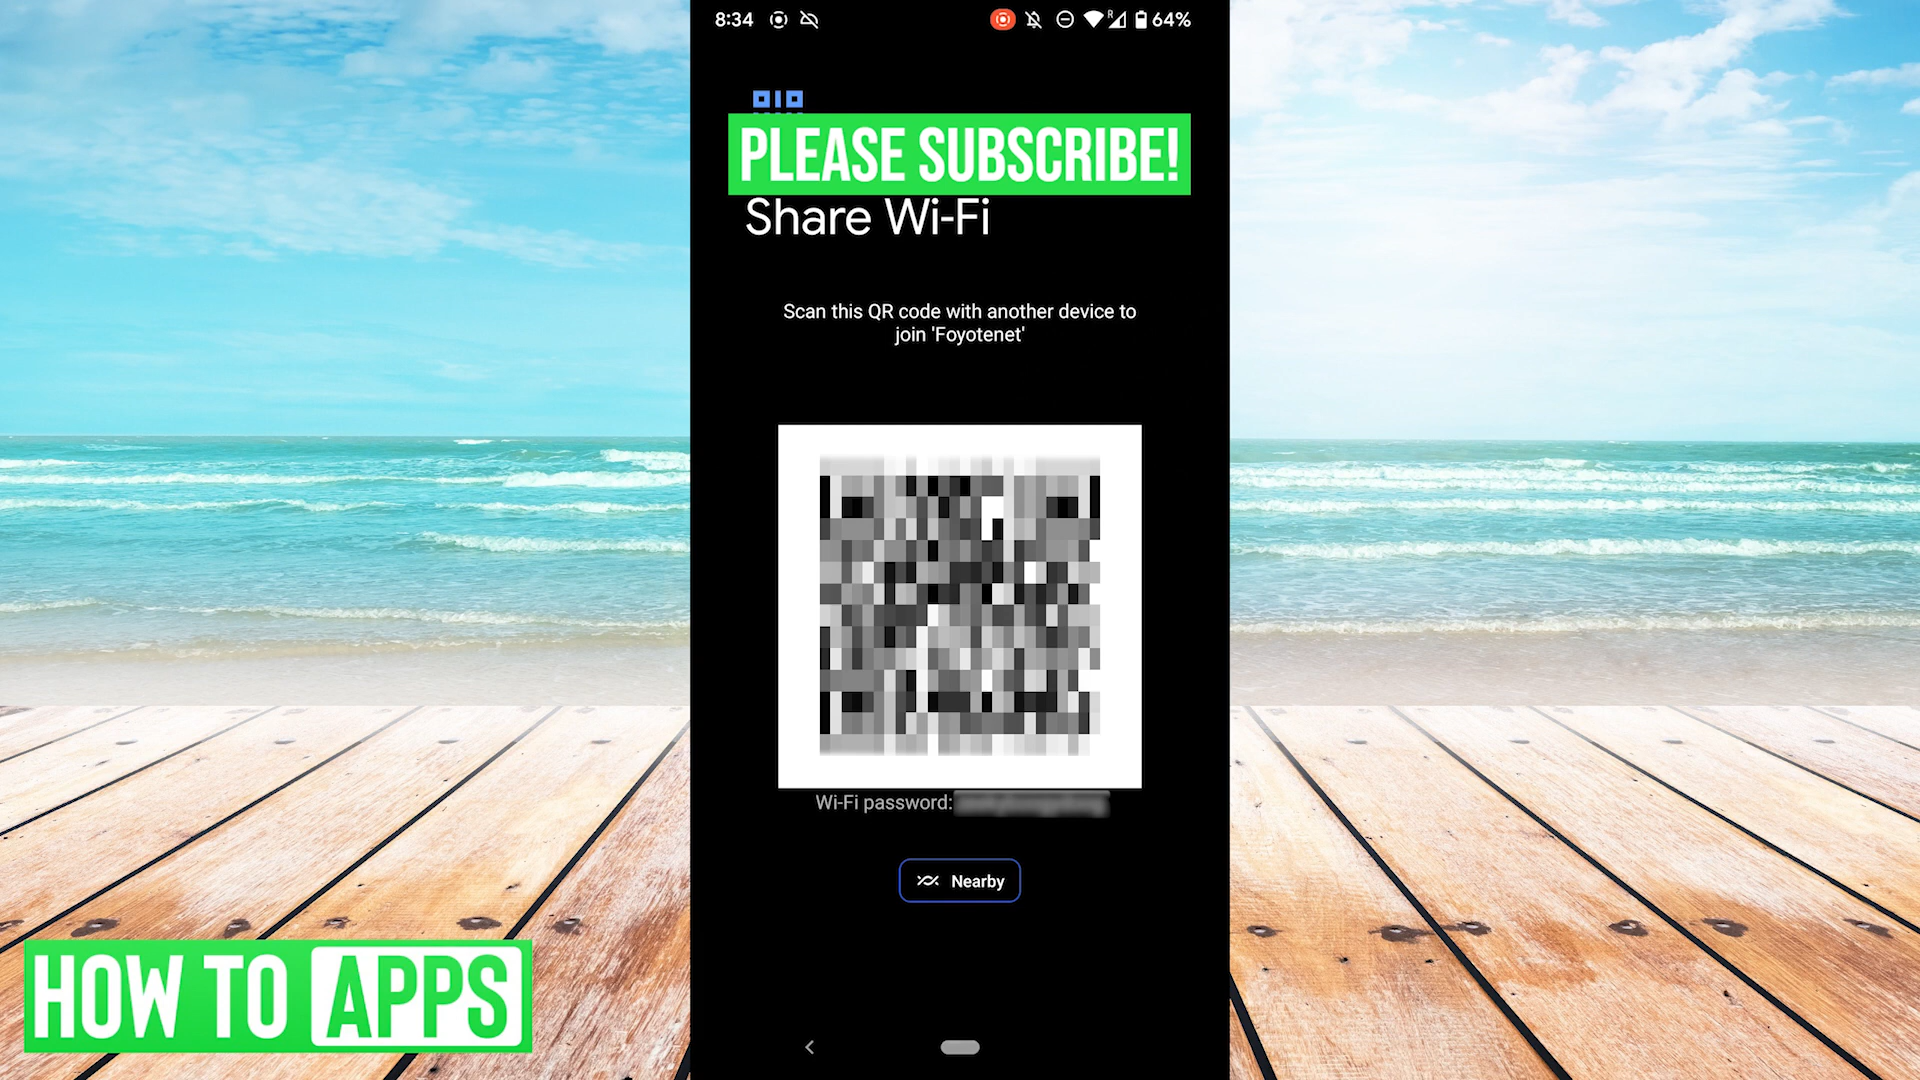 8:34
R
64%
PLEASE SUBSCRIBE!
Share Wi-Fi
Scan this QR code with another device to
join 'Foyotenet'
Wi-Fi password:
Nearby
HOW TO APPS